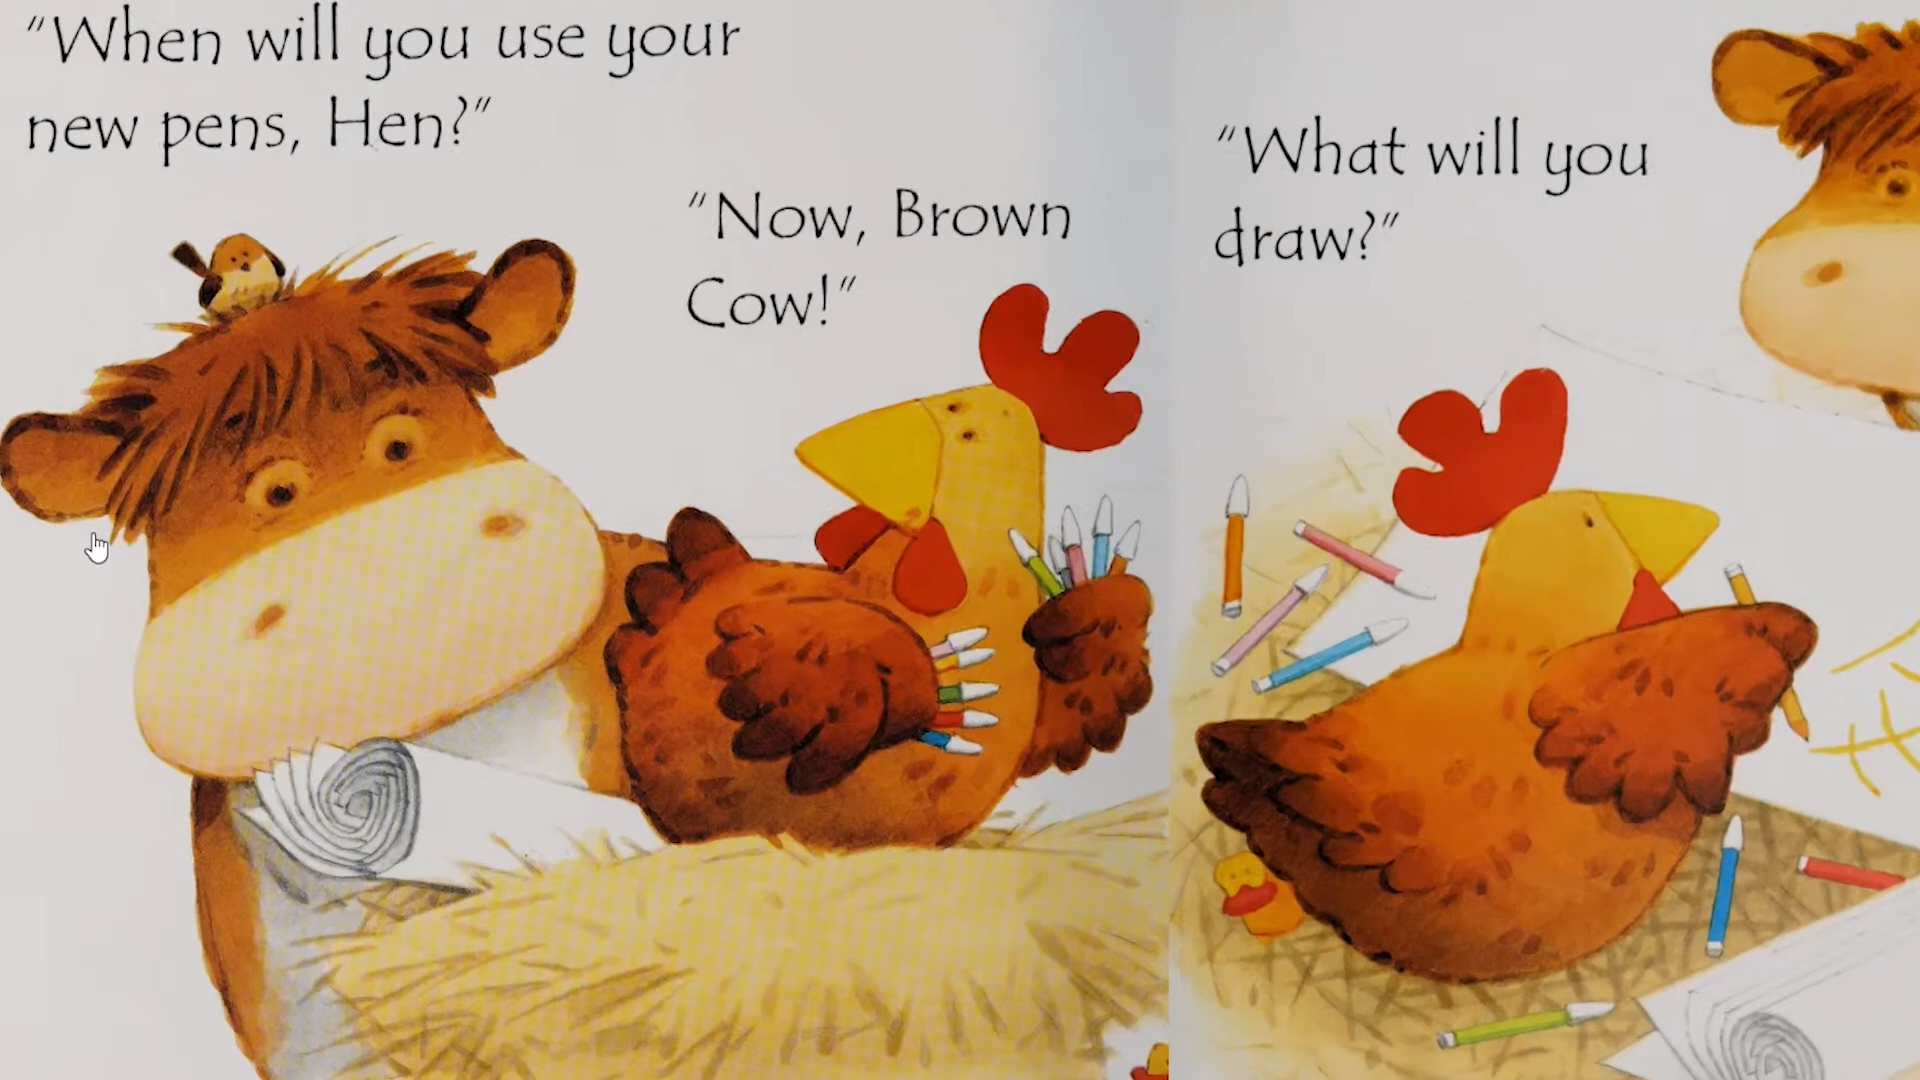 “When will you use your
new pens, Hen?”
“Now, Brown
Cow!”
“What will you
draw?”